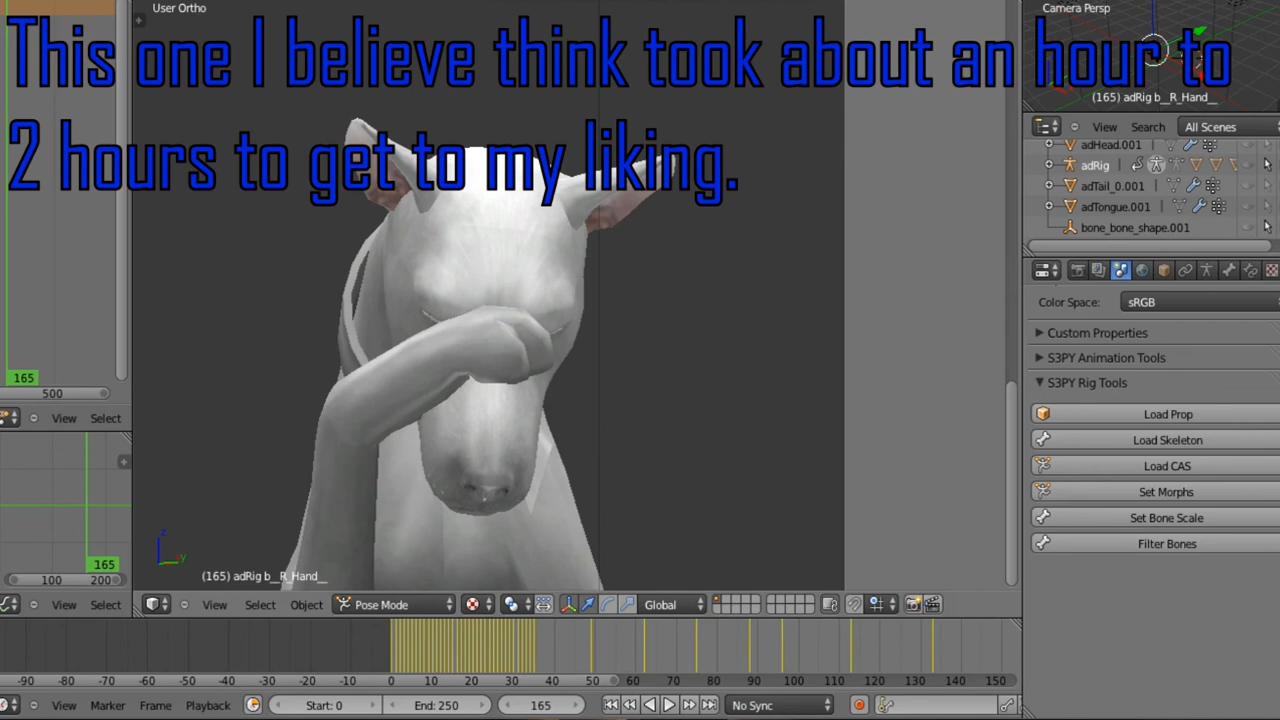 User Ortho
Camera Persp
This one I believe think took about an hour to
2 hours to get to my liking.
(165) adRig b__R_Hand__
View Search All Scenes
adHead.001
adRig
adTail_0.001
adTongue.001
bone_bone_shape.001
Color Space: sRGB
Custom Properties
S3PY Animation Tools
S3PY Rig Tools
Load Prop
Load Skeleton
Load CAS
Set Morphs
Set Bone Scale
Filter Bones
165
500
View Select
165
100 200
View Select
z
y
(165) adRig b__R_Hand__
View Select Object Pose Mode Global
-90 -80 -70 -60 -50 -40 -30 -20 -10 0 10 20 30 40 50 60 70 80 90 100 110 120 130 140 150
View Marker Frame Playback Start: 0 End: 250 165 No Sync